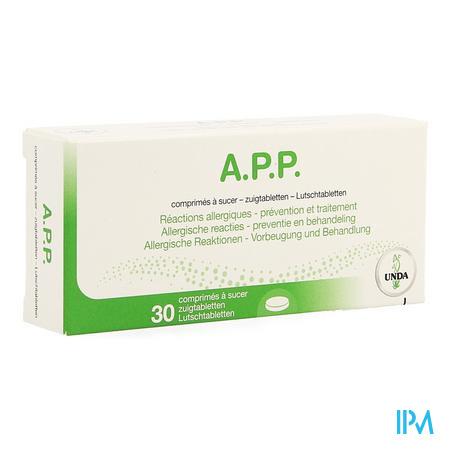 A.P.P.
comprimés à sucer – zuigtabletten – Lutschtabletten
Réactions allergiques - prévention et traitement
Allergische reacties - preventie en behandeling
Allergische Reaktionen - Vorbeugung und Behandlung
UNDA
30 comprimés à sucer
zuigtabletten
Lutschtabletten
A.P.P.
comprimés à sucer
zuigtabletten - Lutschtabletten
IPM